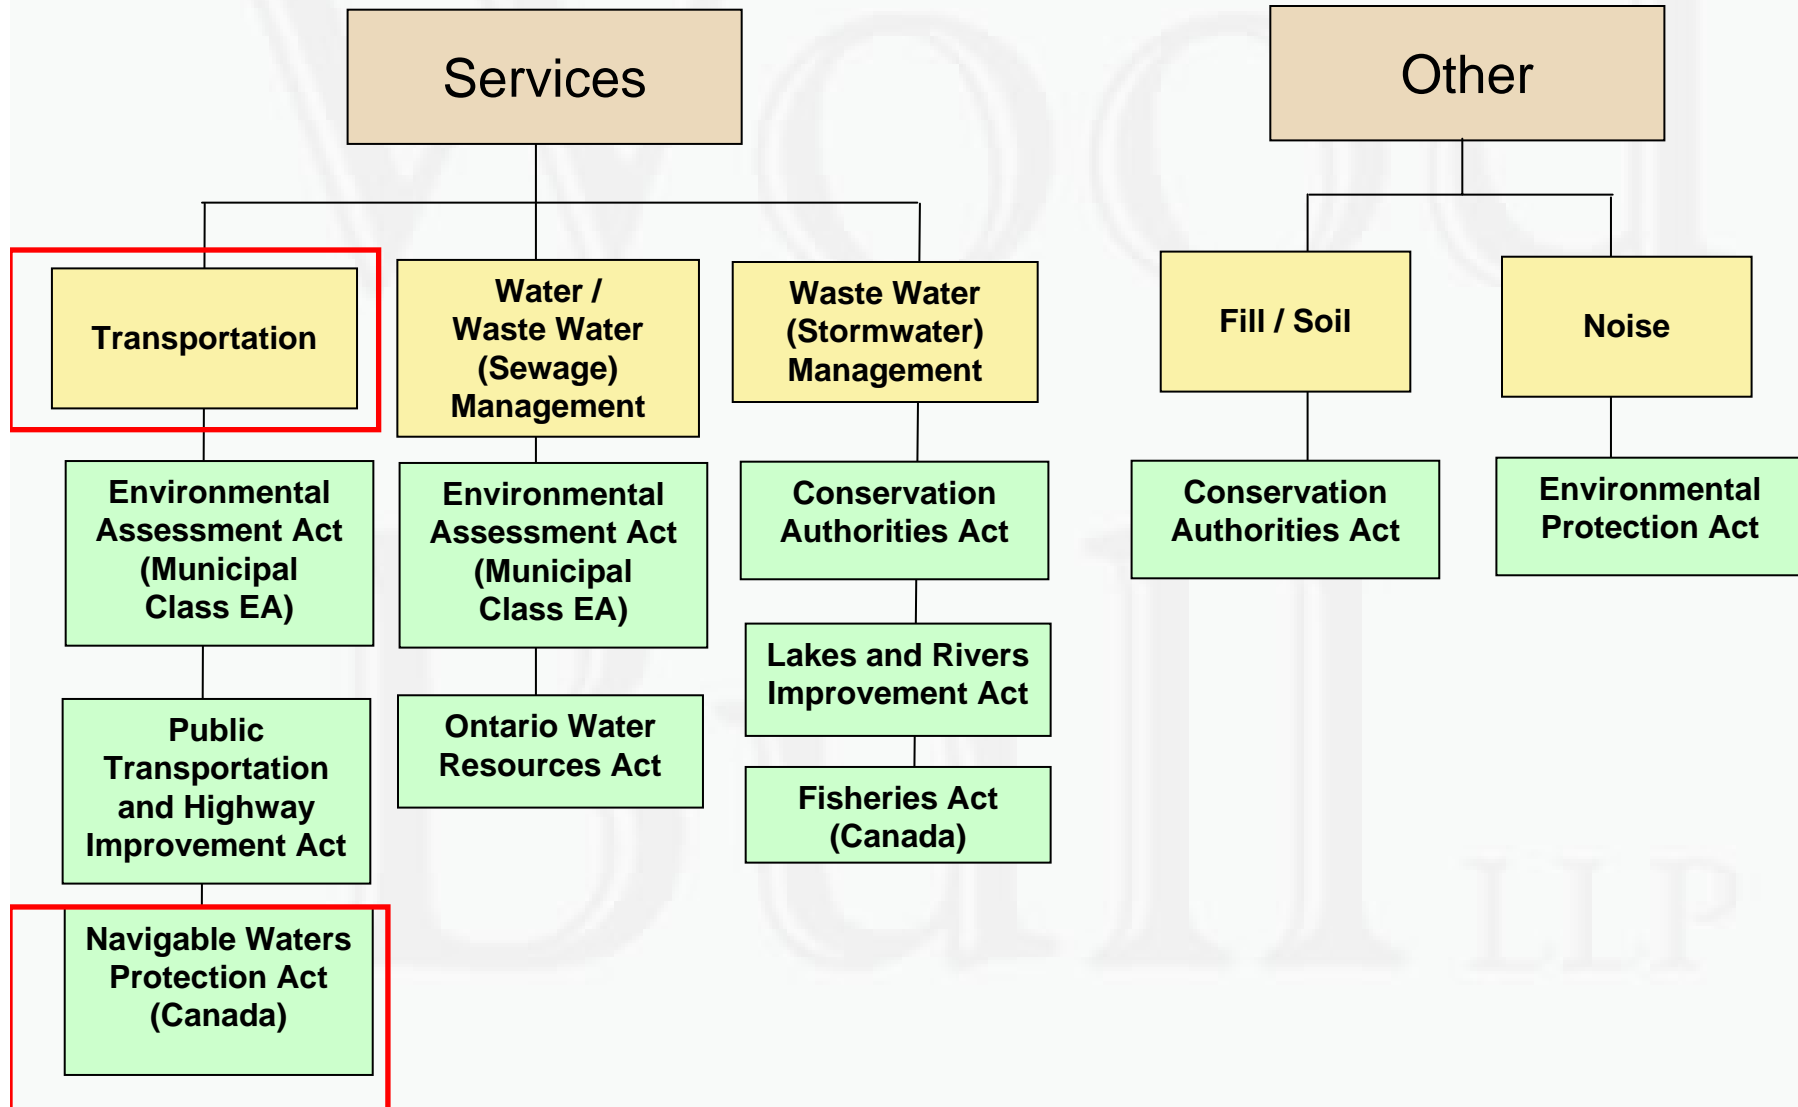 Services
Other
Transportation
Water /
Waste Water
(Sewage)
Management
Waste Water
(Stormwater)
Management
Fill / Soil
Noise
Environmental
Assessment Act
(Municipal
Class EA)
Environmental
Assessment Act
(Municipal
Class EA)
Conservation
Authorities Act
Conservation
Authorities Act
Environmental
Protection Act
Public
Transportation
and Highway
Improvement Act
Ontario Water
Resources Act
Lakes and Rivers
Improvement Act
Fisheries Act
(Canada)
Navigable Waters
Protection Act
(Canada)
Wood
Bull
LLP